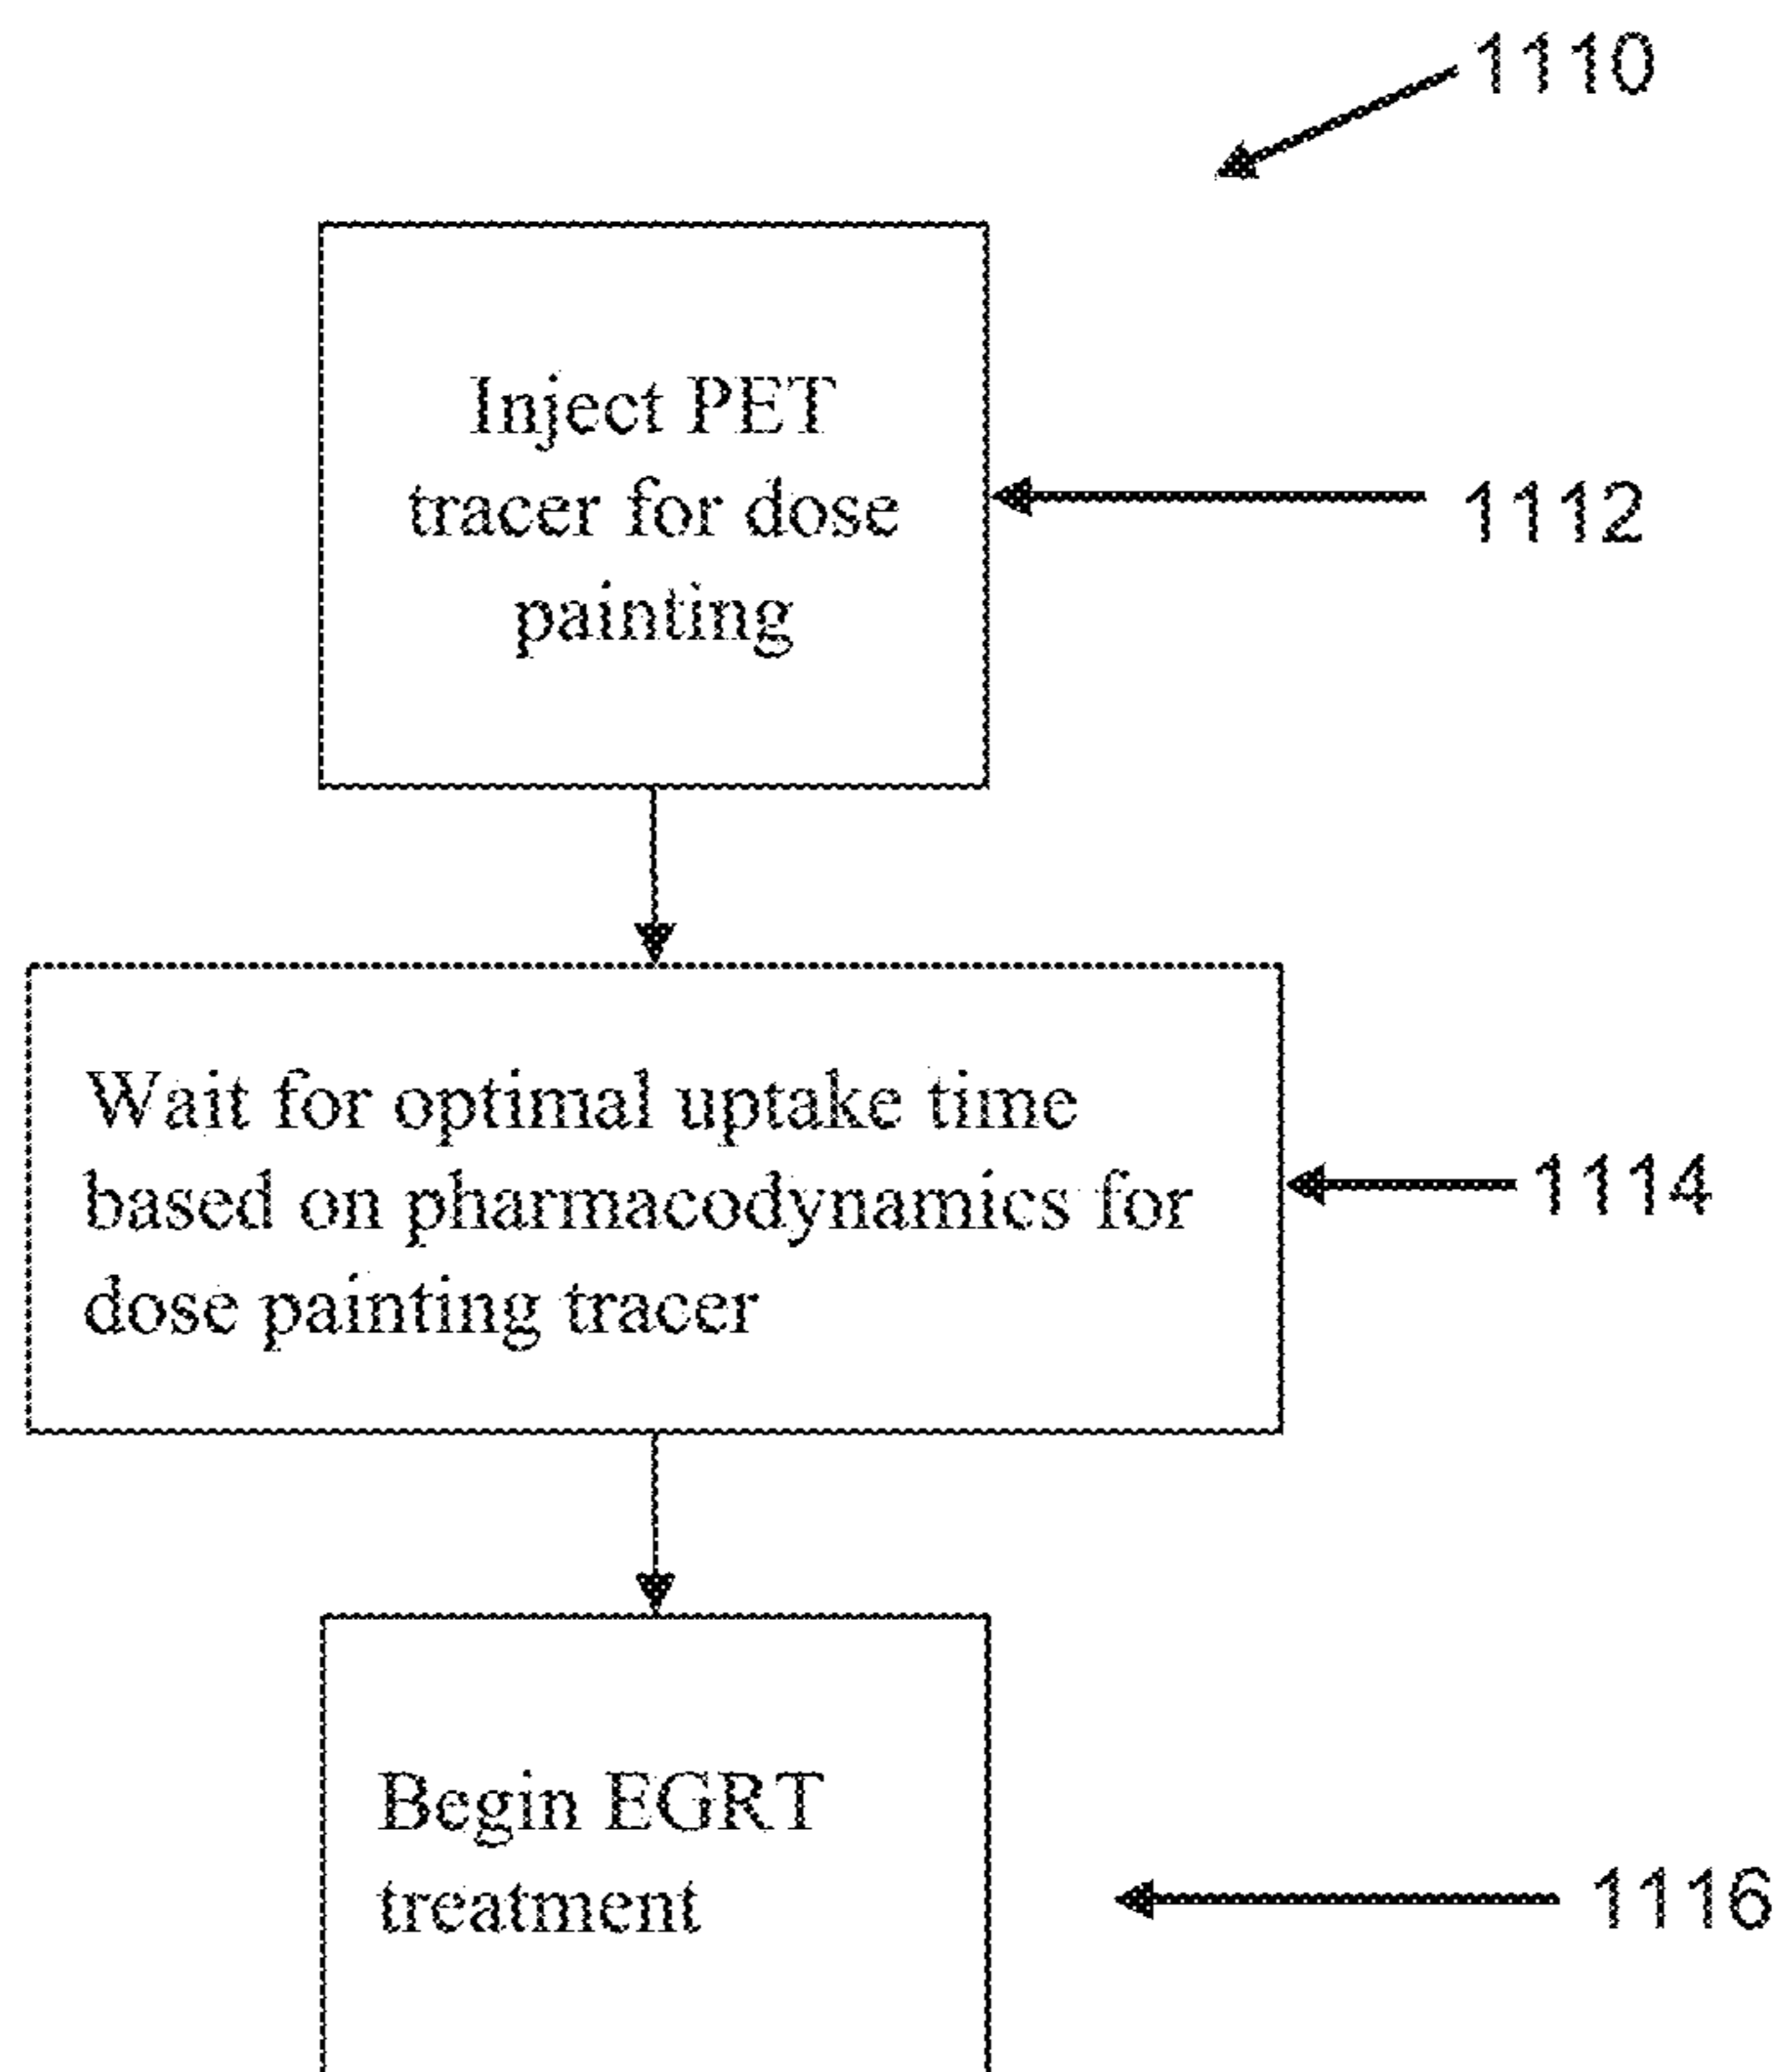 1110
Inject PET
tracer for dose
painting
1112
Wait for optimal uptake time
based on pharmacodynamics for
dose painting tracer
1114
Begin EGRT
treatment
1116